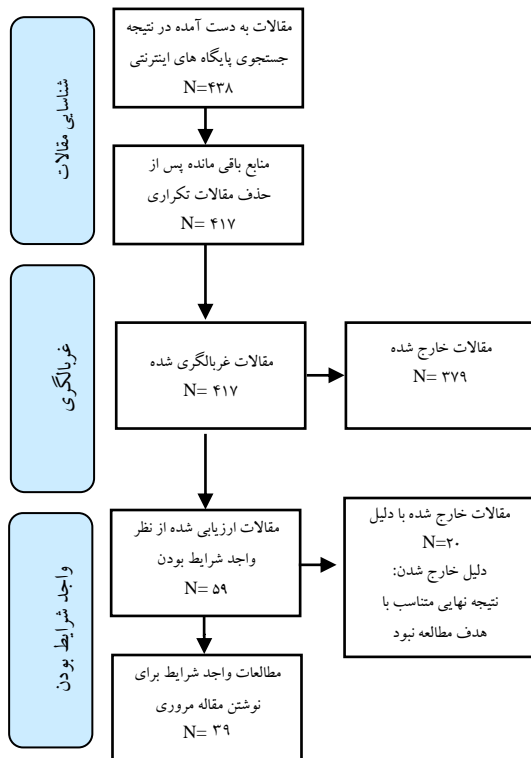 شناسایی مقالات
مقالات به دست آمده در نتیجه
جستجوی پایگاه های اینترنتی
N=۴۳۸
منابع باقی مانده پس از
حذف مقالات تکراری
N= ۴۱۷
غربالگری
مقالات غربالگری شده
N= ۴۱۷
مقالات خارج شده
N= ۳۷۹
واجد شرایط بودن
مقالات ارزیابی شده از نظر
واجد شرایط بودن
N= ۵۹
مقالات خارج شده با دلیل
N=۲۰
دلیل خارج شدن:
نتیجه نهایی متناسب با
هدف مطالعه نبود
مطالعات واجد شرایط برای
نوشتن مقاله مروری
N= ۳۹